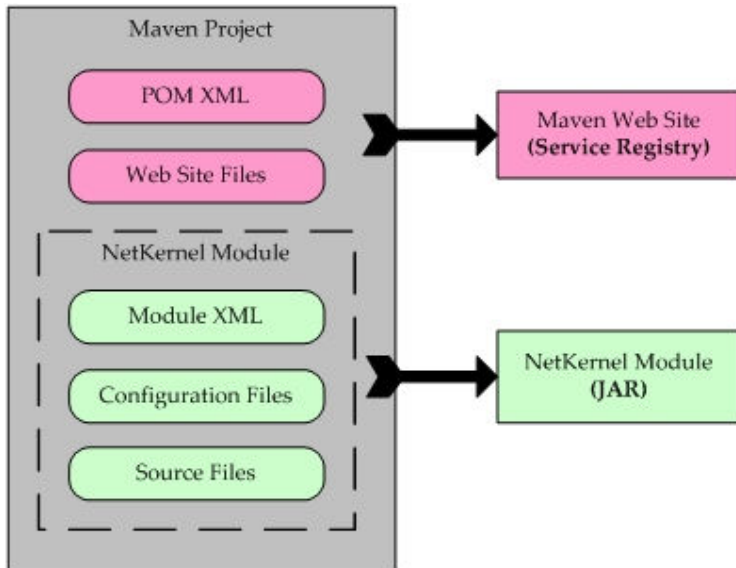 Maven Project
POM XML
Web Site Files
NetKernel Module
Module XML
Configuration Files
Source Files
Maven Web Site
(Service Registry)
NetKernel Module
(JAR)